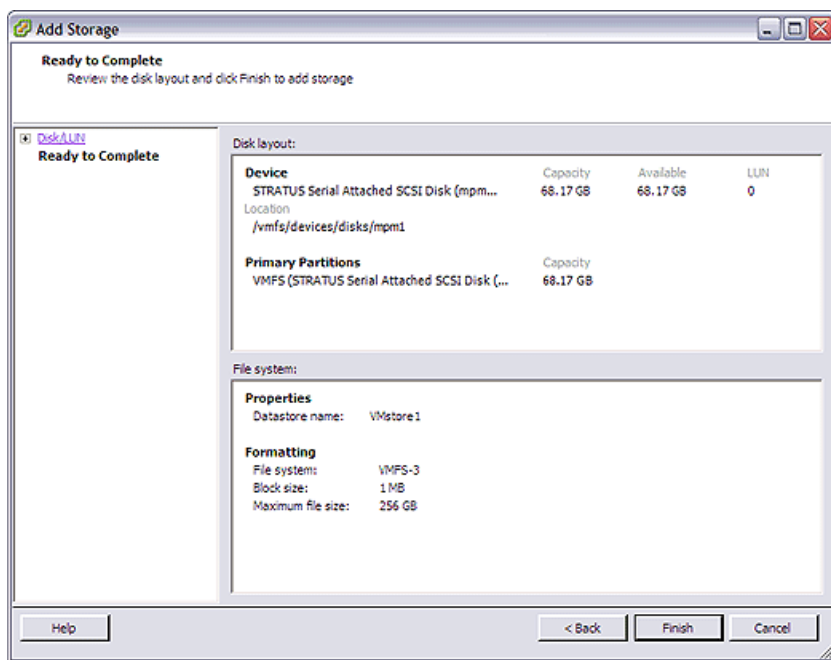 Add Storage
Ready to Complete
Review the disk layout and click Finish to add storage
Disk/LUN
Ready to Complete
Disk layout:
Device Capacity Available LUN
STRATUS Serial Attached SCSI Disk (mpm... 68.17 GB 68.17 GB 0
Location
/vmfs/devices/disks/mpm1
Primary Partitions Capacity
VMFS (STRATUS Serial Attached SCSI Disk (... 68.17 GB
File system:
Properties
Datastore name: VMstore1
Formatting
File system: VMFS-3
Block size: 1 MB
Maximum file size: 256 GB
Help < Back Finish Cancel